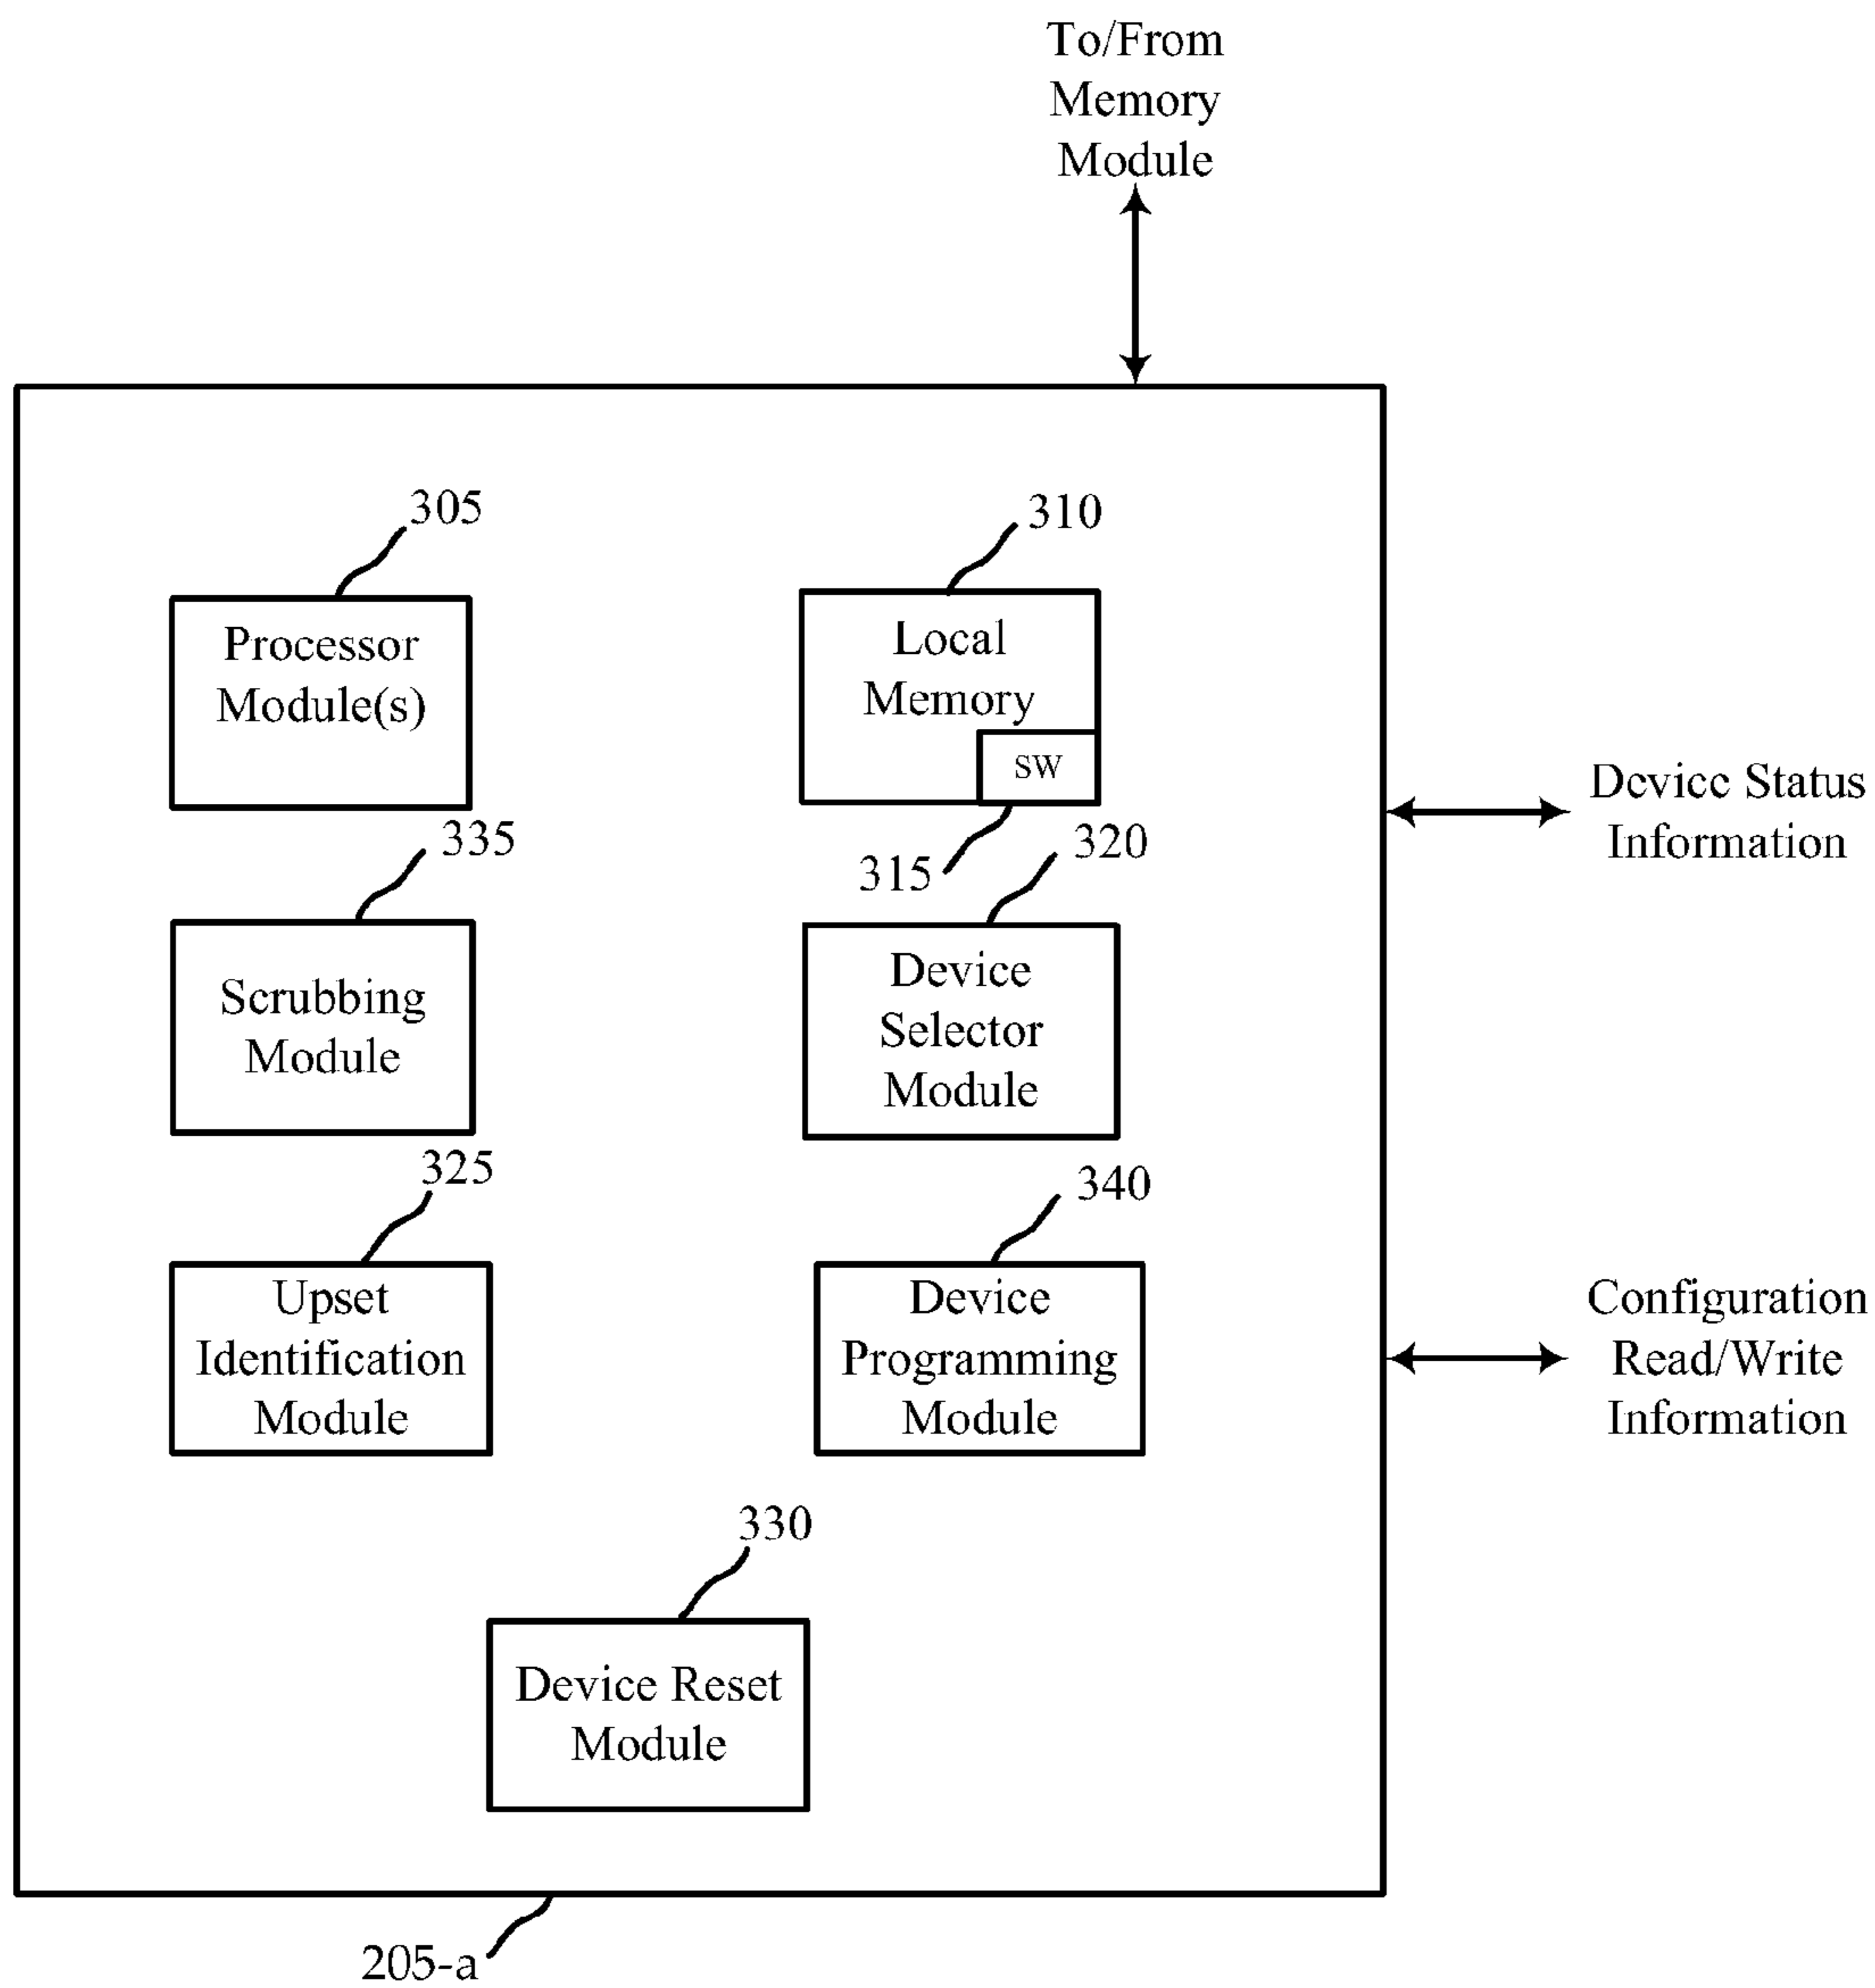 To/From
Memory
Module
305
310
Processor
Module(s)
Local
Memory
SW
Device Status
Information
335
315
320
Scrubbing
Module
Device
Selector
Module
325
340
Upset
Identification
Module
Device
Programming
Module
Configuration
Read/Write
Information
330
Device Reset
Module
205-a